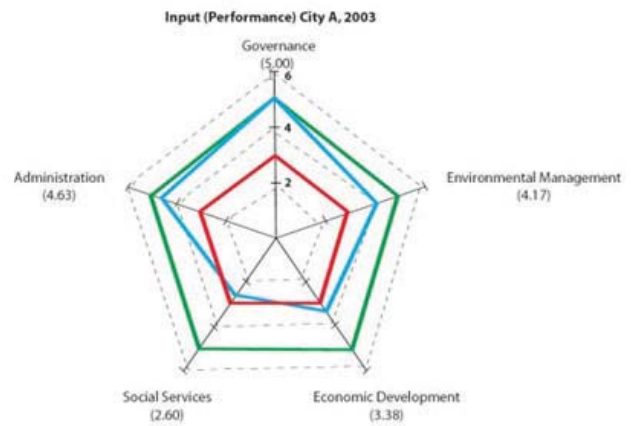 Input (Performance) City A, 2003
Governance
(5.00)
6
4
2
Administration
(4.63)
Environmental Management
(4.17)
Social Services
(2.60)
Economic Development
(3.38)